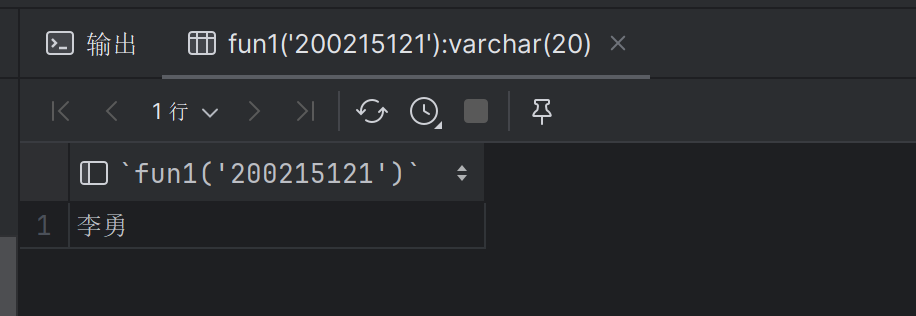 输出 fun1('200215121'):varchar(20)
1 行
`fun1('200215121')`
1 李勇